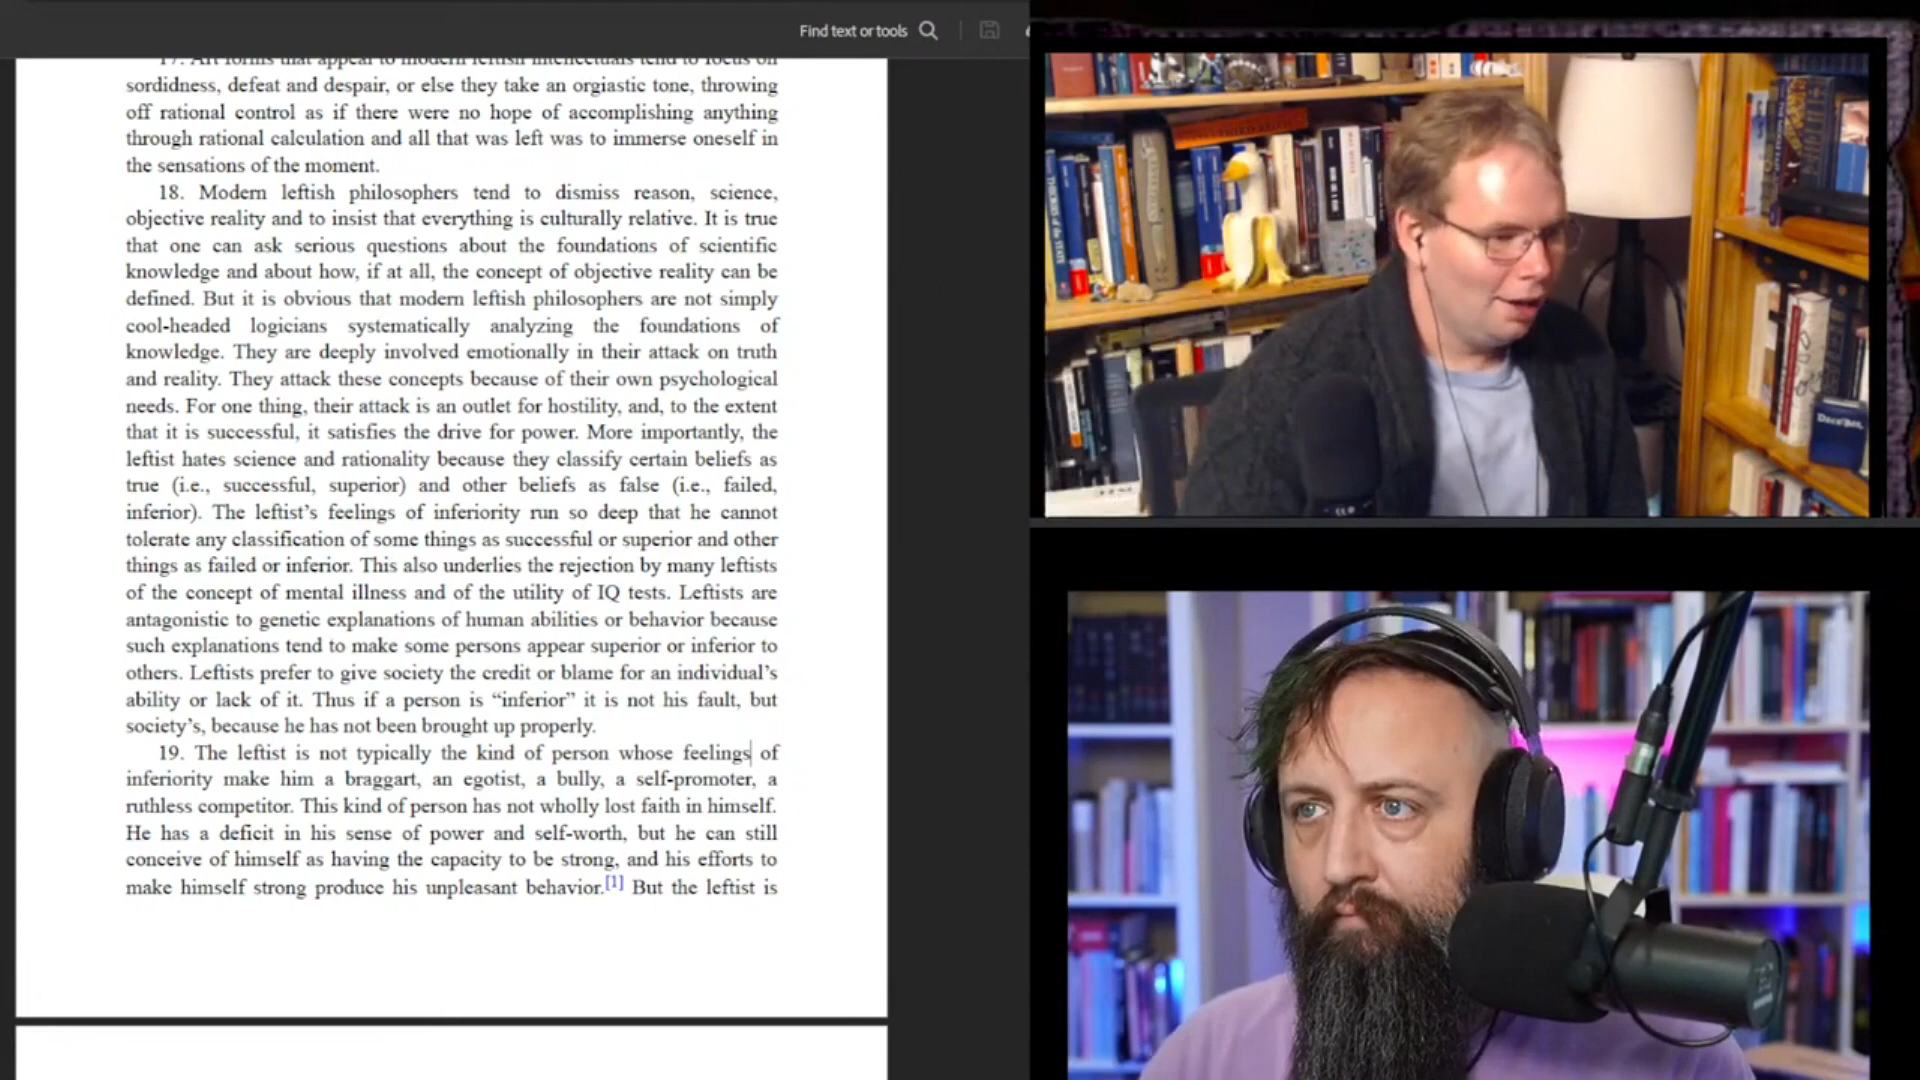 Find text or tools
17. Art forms that appeal to modern leftish intellectuals tend to focus on
sordidness, defeat and despair, or else they take an orgiastic tone, throwing
off rational control as if there were no hope of accomplishing anything
through rational calculation and all that was left was to immerse oneself in
the sensations of the moment.
18. Modern leftish philosophers tend to dismiss reason, science,
objective reality and to insist that everything is culturally relative. It is true
that one can ask serious questions about the foundations of scientific
knowledge and about how, if at all, the concept of objective reality can be
defined. But it is obvious that modern leftish philosophers are not simply
cool-headed logicians systematically analyzing the foundations of
knowledge. They are deeply involved emotionally in their attack on truth
and reality. They attack these concepts because of their own psychological
needs. For one thing, their attack is an outlet for hostility, and, to the extent
that it is successful, it satisfies the drive for power. More importantly, the
leftist hates science and rationality because they classify certain beliefs as
true (i.e., successful, superior) and other beliefs as false (i.e., failed,
inferior). The leftist’s feelings of inferiority run so deep that he cannot
tolerate any classification of some things as successful or superior and other
things as failed or inferior. This also underlies the rejection by many leftists
of the concept of mental illness and of the utility of IQ tests. Leftists are
antagonistic to genetic explanations of human abilities or behavior because
such explanations tend to make some persons appear superior or inferior to
others. Leftists prefer to give society the credit or blame for an individual’s
ability or lack of it. Thus if a person is “inferior” it is not his fault, but
society’s, because he has not been brought up properly.
19. The leftist is not typically the kind of person whose feelings of
inferiority make him a braggart, an egotist, a bully, a self-promoter, a
ruthless competitor. This kind of person has not wholly lost faith in himself.
He has a deficit in his sense of power and self-worth, but he can still
conceive of himself as having the capacity to be strong, and his efforts to
make himself strong produce his unpleasant behavior.[1] But the leftist is